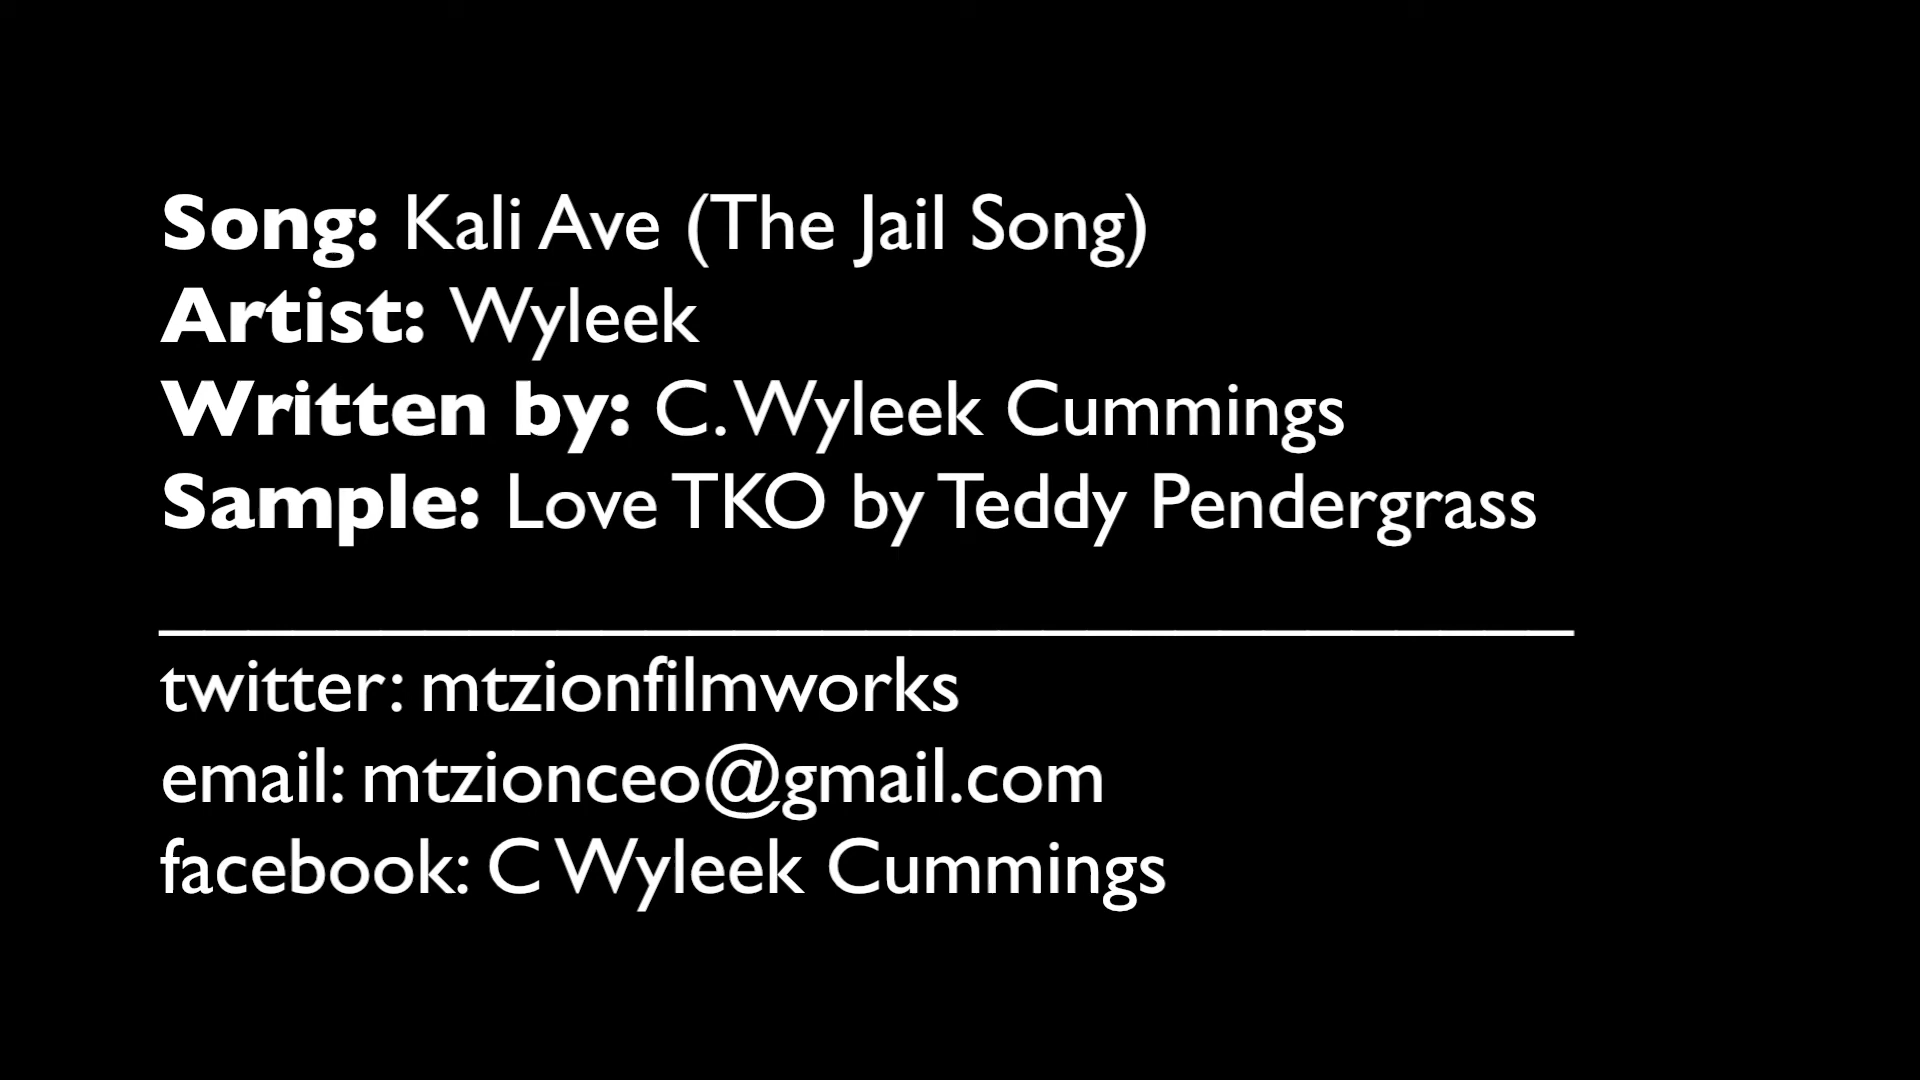 Song: Kali Ave (The Jail Song)
Artist: Wyleek
Written by: C. Wyleek Cummings
Sample: Love TKO by Teddy Pendergrass
twitter: mtzionfilmworks
email: mtzionceo@gmail.com
facebook: C Wyleek Cummings